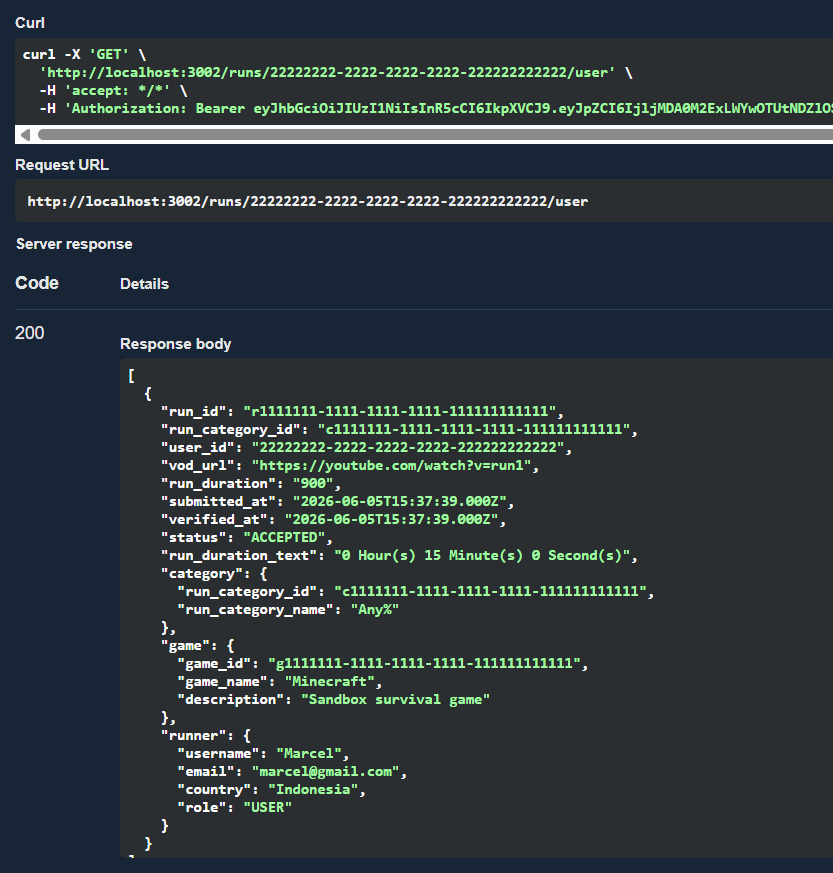 Curl
curl -X 'GET' \
'http://localhost:3002/runs/22222222-2222-2222-2222-222222222222/user' \
-H 'accept: */*' \
-H 'Authorization: Bearer
Request URL
http://localhost:3002/runs/22222222-2222-2222-2222-222222222222/user
Server response
Code Details
200
Response body
[
{
"run_id": "r1111111-1111-1111-1111-111111111111",
"run_category_id": "c1111111-1111-1111-1111-111111111111",
"user_id": "22222222-2222-2222-2222-222222222222",
"vod_url": "https://youtube.com/watch?v=run1",
"run_duration": "900",
"submitted_at": "2026-06-05T15:37:39.000Z",
"verified_at": "2026-06-05T15:37:39.000Z",
"status": "ACCEPTED",
"run_duration_text": "0 Hour(s) 15 Minute(s) 0 Second(s)",
"category": {
"run_category_id": "c1111111-1111-1111-1111-111111111111",
"run_category_name": "Any%"
},
"game": {
"game_id": "g1111111-1111-1111-1111-111111111111",
"game_name": "Minecraft",
"description": "Sandbox survival game"
},
"runner": {
"username": "Marcel",
"email": "marcel@gmail.com",
"country": "Indonesia",
"role": "USER"
}
}